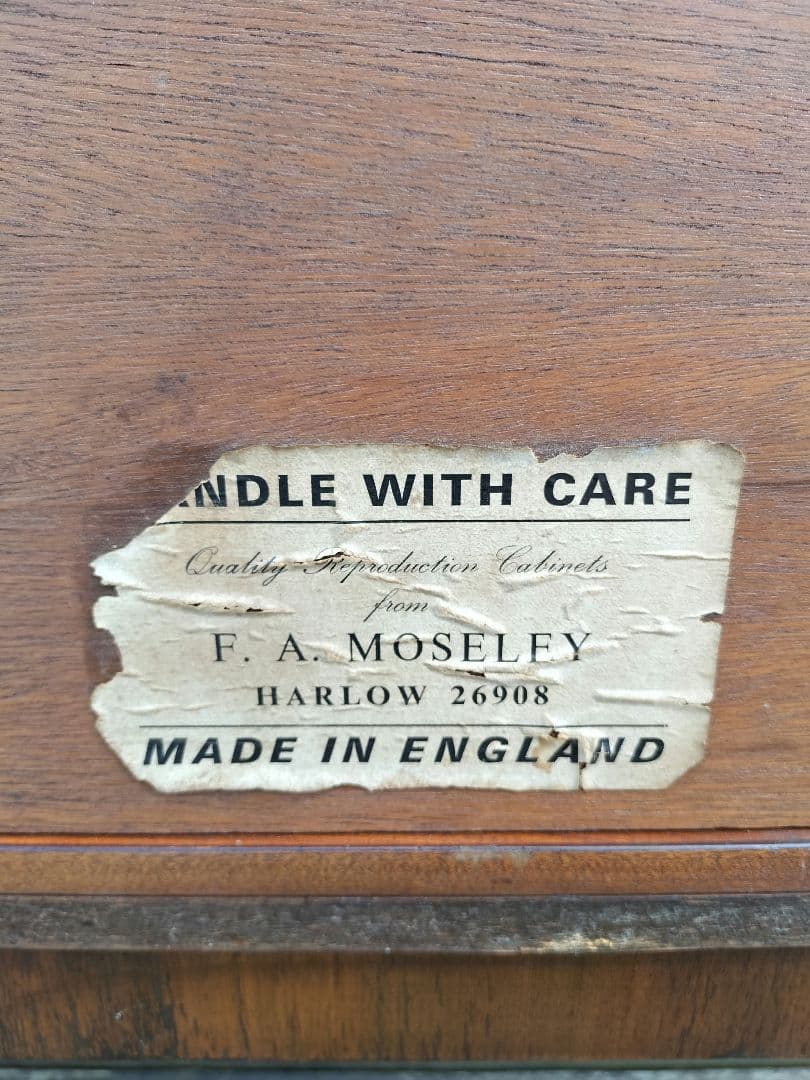 NDLE WITH CARE
Quality Reproduction Cabinets
from
F. A. MOSELEY
HARLOW 26908
MADE IN ENGLAND